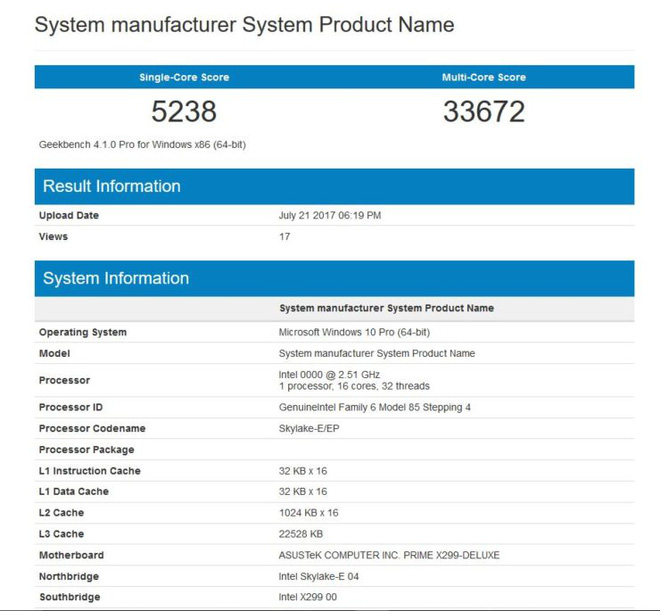 System manufacturer System Product Name
Single-Core Score Multi-Core Score
5238 33672
Geekbench 4.1.0 Pro for Windows x86 (64-bit)
Result Information
Upload Date July 21 2017 06:19 PM
Views 17
System Information
System manufacturer System Product Name
Operating System Microsoft Windows 10 Pro (64-bit)
Model System manufacturer System Product Name
Processor Intel 0000 @ 2.51 GHz
1 processor, 16 cores, 32 threads
Processor ID GenuineIntel Family 6 Model 85 Stepping 4
Processor Codename Skylake-E/EP
Processor Package
L1 Instruction Cache 32 KB x 16
L1 Data Cache 32 KB x 16
L2 Cache 1024 KB x 16
L3 Cache 22528 KB
Motherboard ASUSTeK COMPUTER INC. PRIME X299-DELUXE
Northbridge Intel Skylake-E 04
Southbridge Intel X299 00